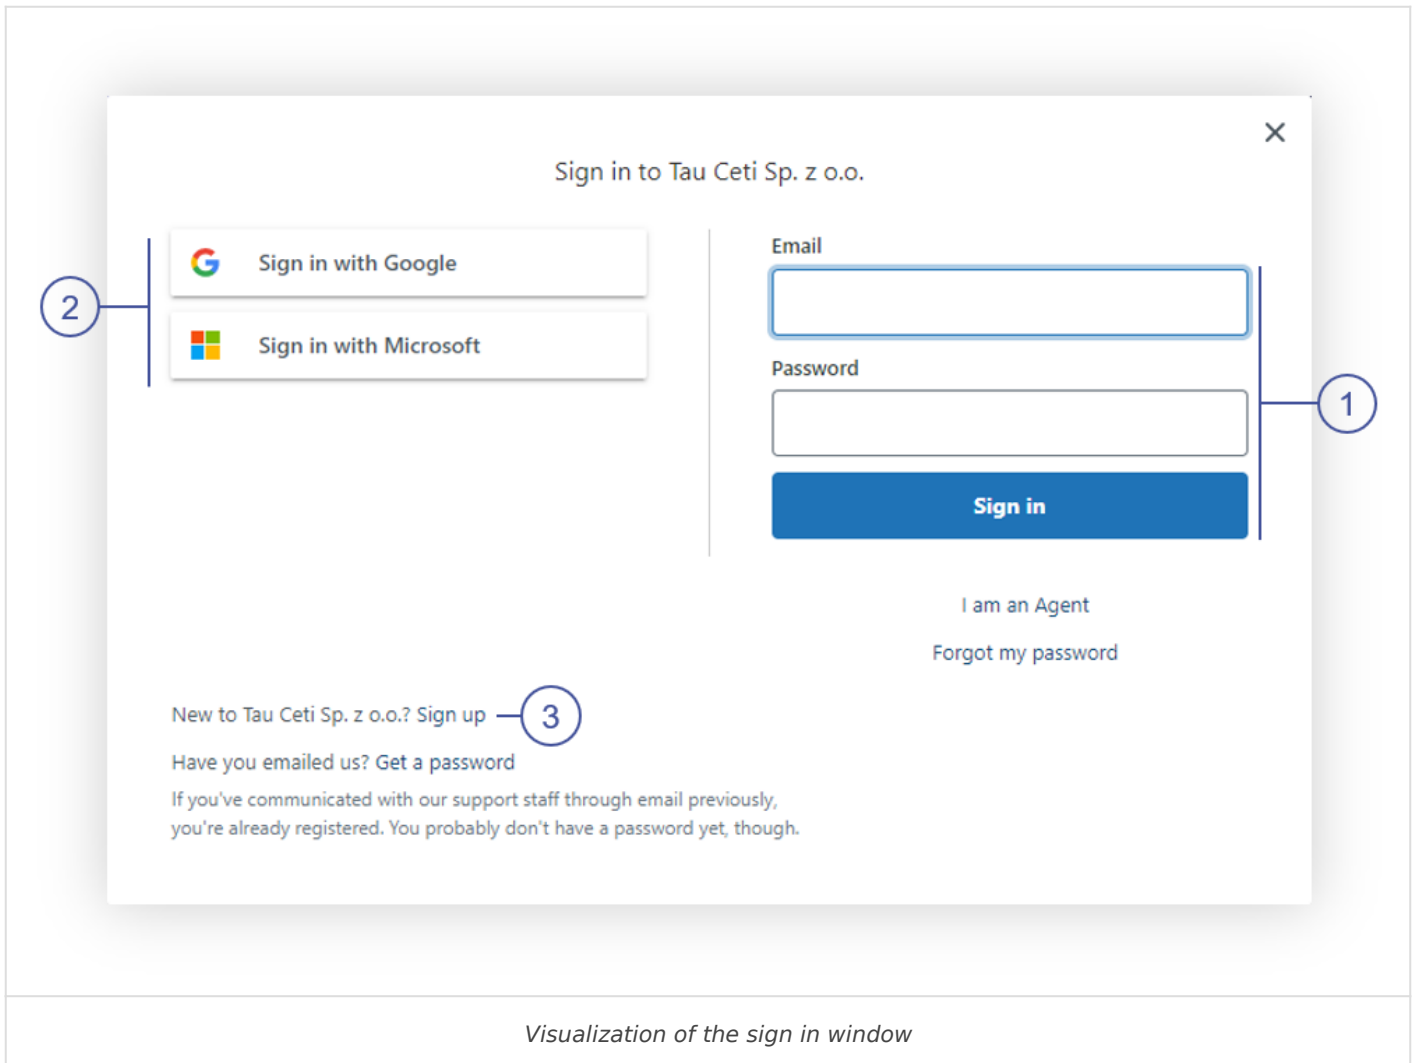 Sign in to Tau Ceti Sp. z o.o.
2
Sign in with Google
Sign in with Microsoft
Email
Password
Sign in
1
I am an Agent
Forgot my password
New to Tau Ceti Sp. z o.o.? Sign up
3
Have you emailed us? Get a password
If you've communicated with our support staff through email previously,
you're already registered. You probably don't have a password yet, though.
Visualization of the sign in window